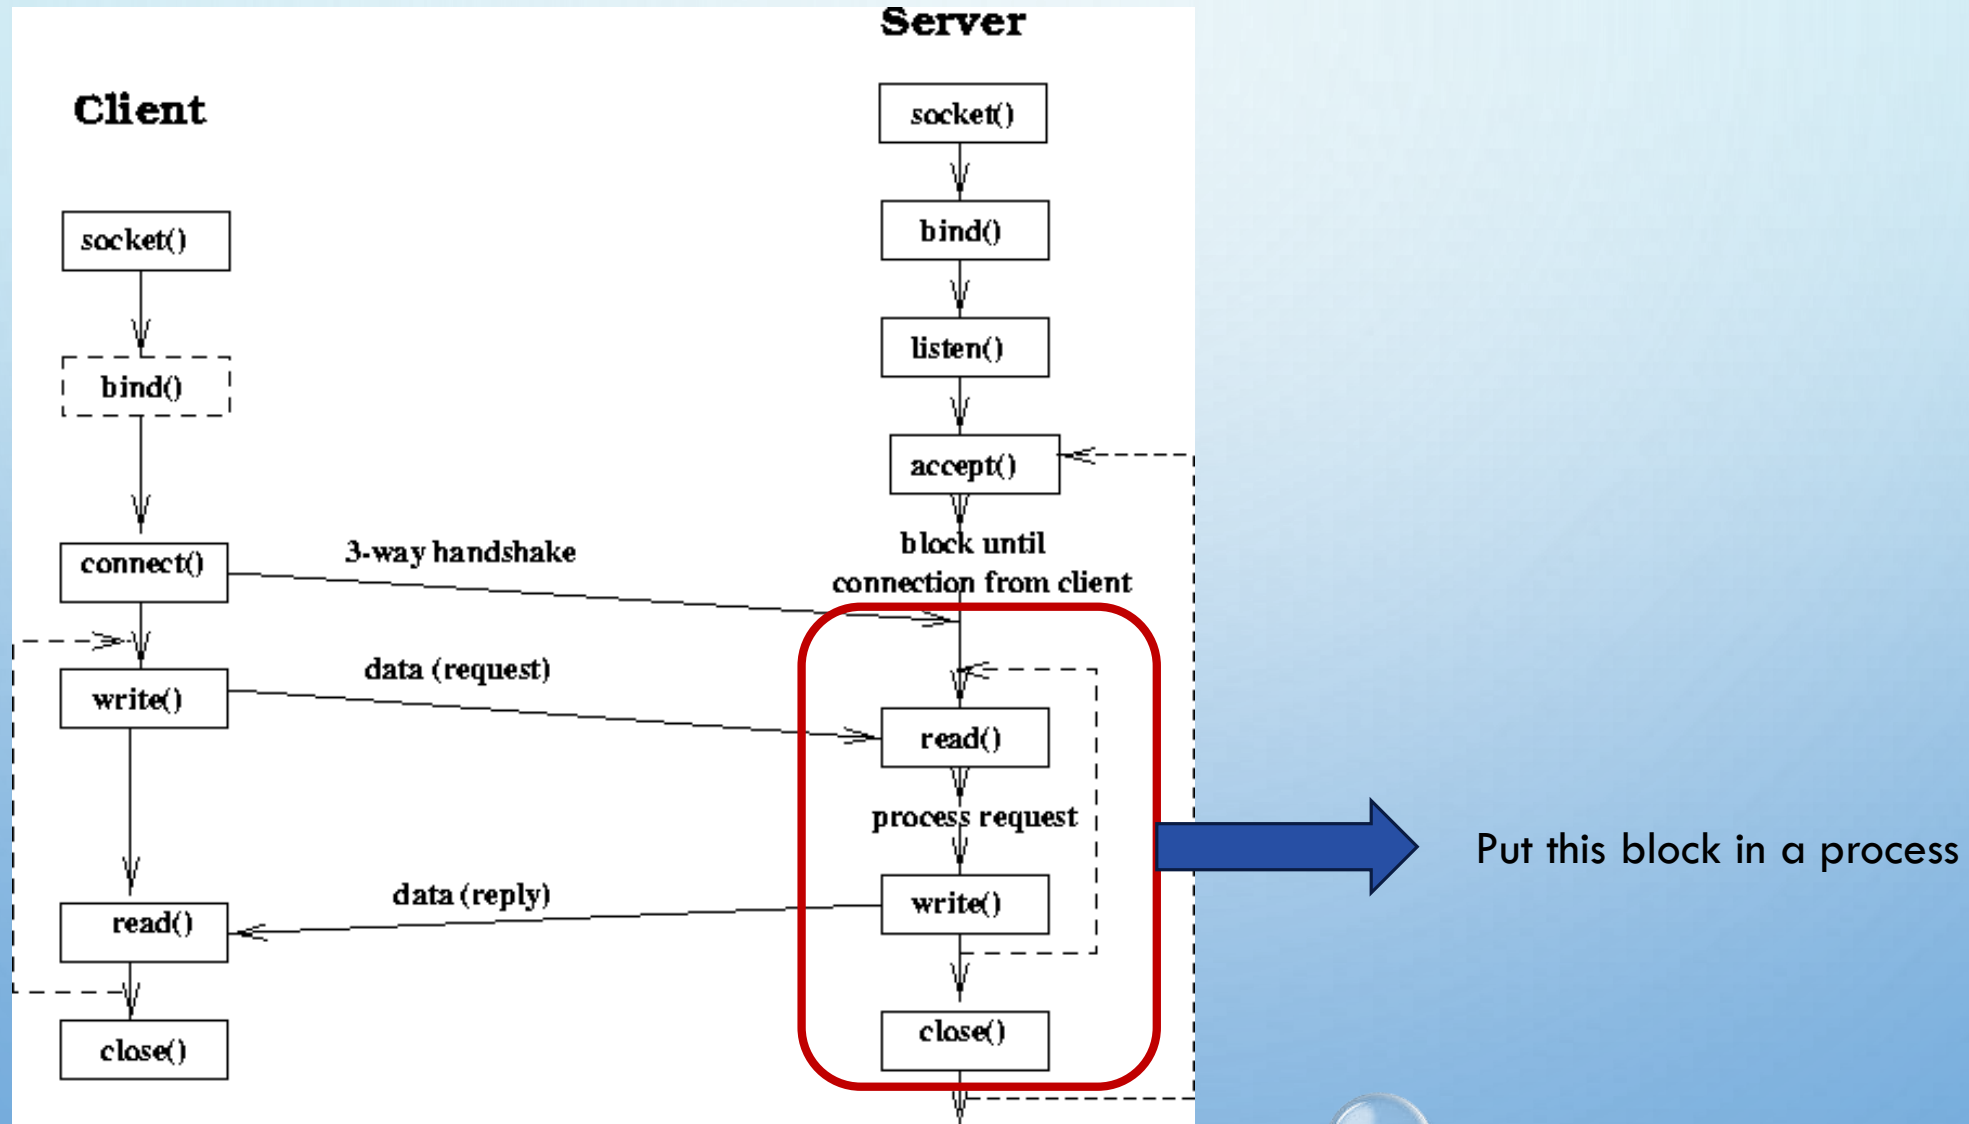 Client
socket()
bind()
connect()
write()
read()
close()
3-way handshake
data (request)
data (reply)
Server
socket()
bind()
listen()
accept()
block until
connection from client
read()
process request
write()
close()
Put this block in a process